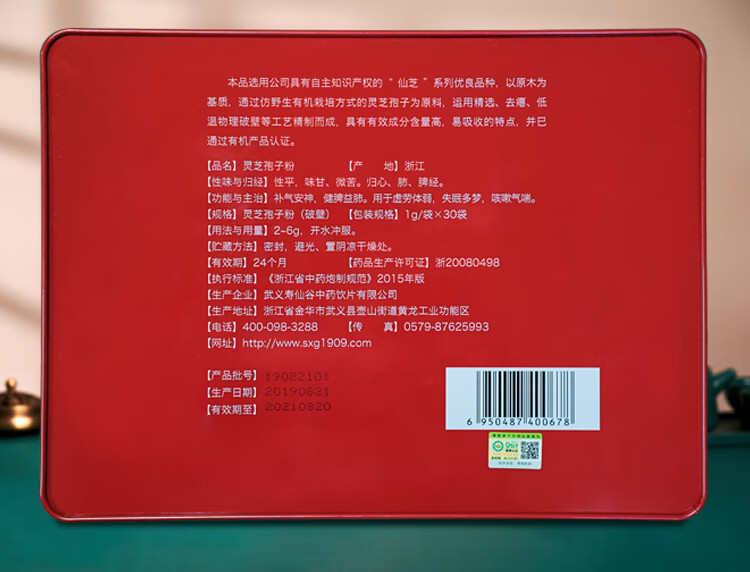 本品选用公司具有自主知识产权的“仙芝”系列优良品种，以原木为
基质，通过仿野生有机栽培方式的灵芝孢子为原料，运用精选、去瘪、低
温物理破壁等工艺精制而成，具有有效成分含量高，易吸收的特点，并已
通过有机产品认证。
【品名】灵芝孢子粉 【产 地】浙江
【性味与归经】性平，味甘、微苦。归心、肺、脾经。
【功能与主治】补气安神，健脾益肺。用于虚劳体弱，失眠多梦，咳嗽气喘。
【规格】灵芝孢子粉（破壁） 【包装规格】1g/袋×30袋
【用法与用量】2~6g，开水冲服。
【贮藏方法】密封，避光、置阴凉干燥处。
【有效期】24个月 【药品生产许可证】浙20080498
【执行标准】《浙江省中药炮制规范》2015年版
【生产企业】武义寿仙谷中药饮片有限公司
【生产地址】浙江省金华市武义县壶山街道黄龙工业功能区
【电话】400-098-3288 【传 真】0579-87625993
【网址】http://www.sxg1909.com
【产品批号】19082101
【生产日期】20190821
【有效期至】20210820
6 950487 400678